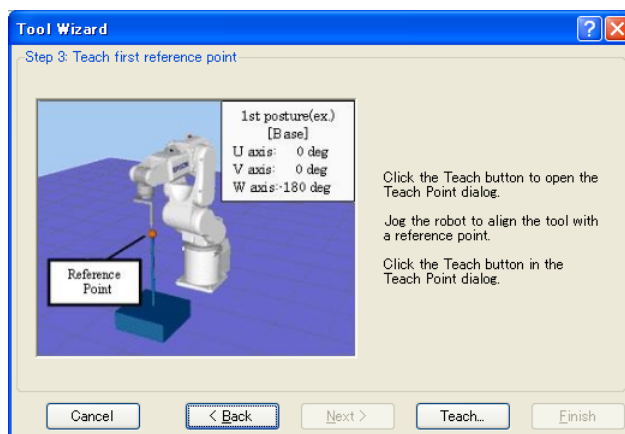 Tool Wizard
Step 3: Teach first reference point
1st posture(ex.)
[Base]
U axis: 0 deg
V axis: 0 deg
W axis:-180 deg
Reference
Point
Click the Teach button to open the
Teach Point dialog.
Jog the robot to align the tool with
a reference point.
Click the Teach button in the
Teach Point dialog.
Cancel
< Back
Next >
Teach...
Finish